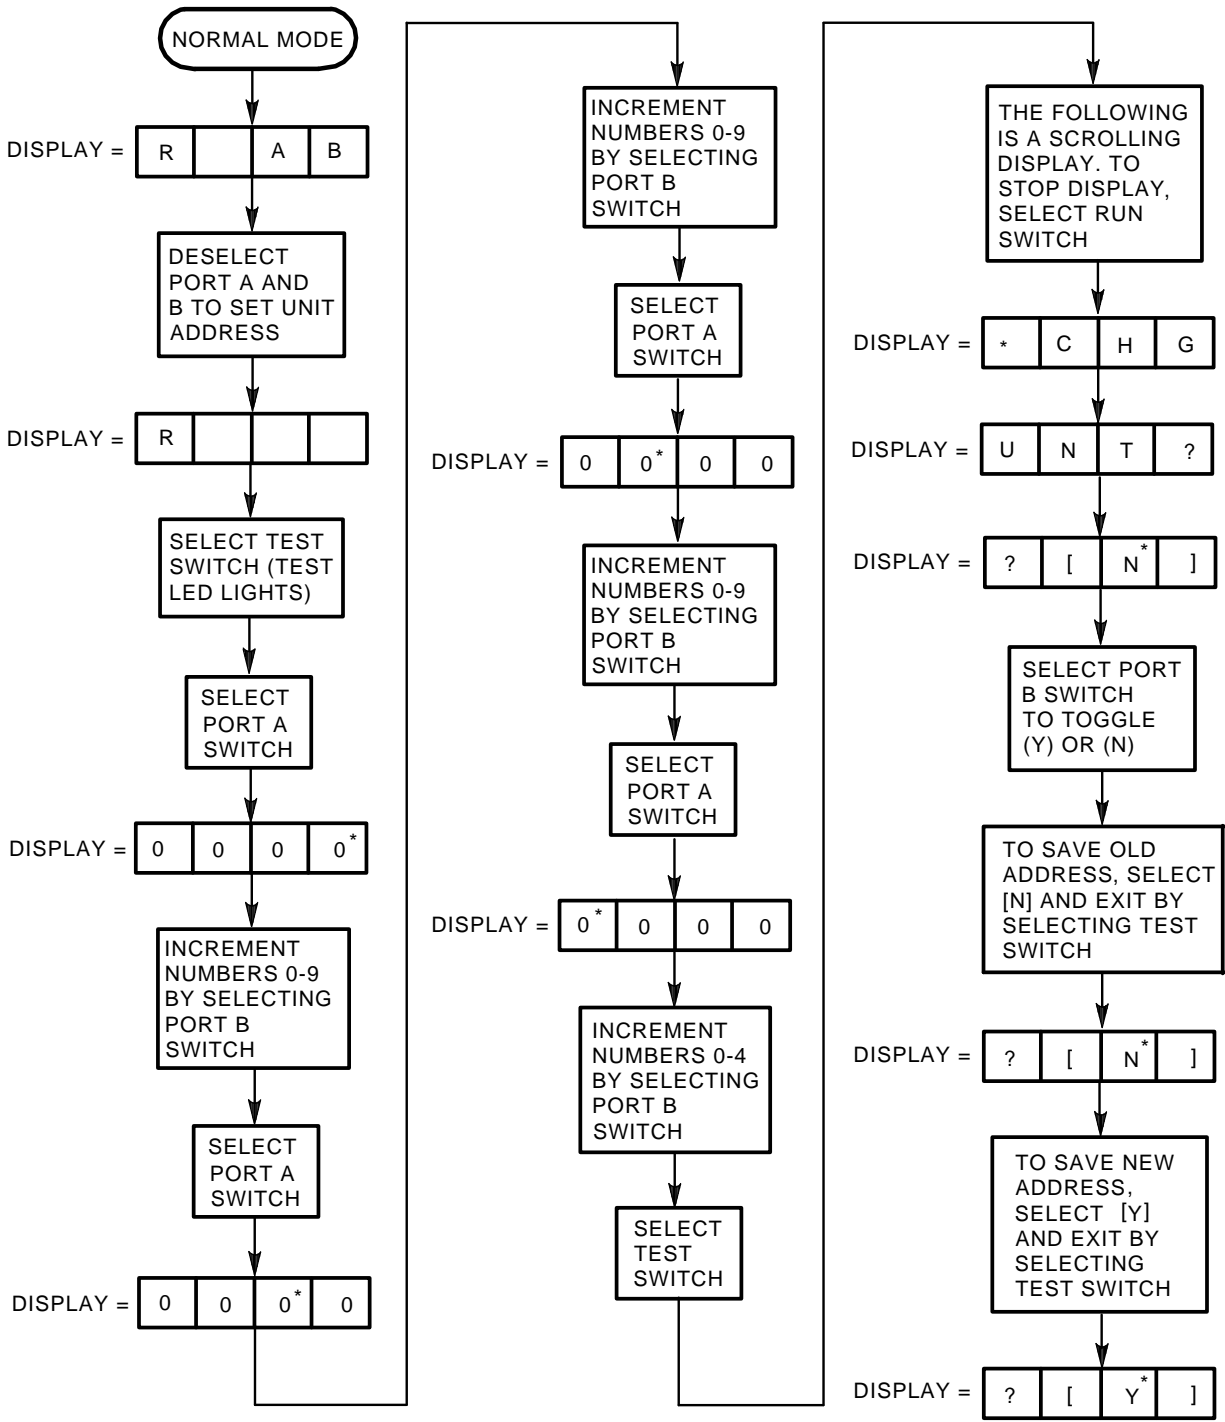 NORMAL MODE
DISPLAY = R A B
DESELECT
PORT A AND
B TO SET UNIT
ADDRESS
DISPLAY = R
SELECT TEST
SWITCH (TEST
LED LIGHTS)
SELECT
PORT A
SWITCH
DISPLAY = 0 0 0 0*
INCREMENT
NUMBERS 0-9
BY SELECTING
PORT B
SWITCH
SELECT
PORT A
SWITCH
DISPLAY = 0 0 0* 0
INCREMENT
NUMBERS 0-9
BY SELECTING
PORT B
SWITCH
SELECT
PORT A
SWITCH
DISPLAY = 0 0* 0 0
INCREMENT
NUMBERS 0-9
BY SELECTING
PORT B
SWITCH
SELECT
PORT A
SWITCH
DISPLAY = 0* 0 0 0
INCREMENT
NUMBERS 0-4
BY SELECTING
PORT B
SWITCH
SELECT
TEST
SWITCH
THE FOLLOWING
IS A SCROLLING
DISPLAY. TO
STOP DISPLAY,
SELECT RUN
SWITCH
DISPLAY = * C H G
DISPLAY = U N T ?
DISPLAY = ? [ N* ]
SELECT PORT
B SWITCH
TO TOGGLE
(Y) OR (N)
TO SAVE OLD
ADDRESS, SELECT
[N] AND EXIT BY
SELECTING TEST
SWITCH
DISPLAY = ? [ N* ]
TO SAVE NEW
ADDRESS,
SELECT [Y]
AND EXIT BY
SELECTING
TEST SWITCH
DISPLAY = ? [ Y* ]